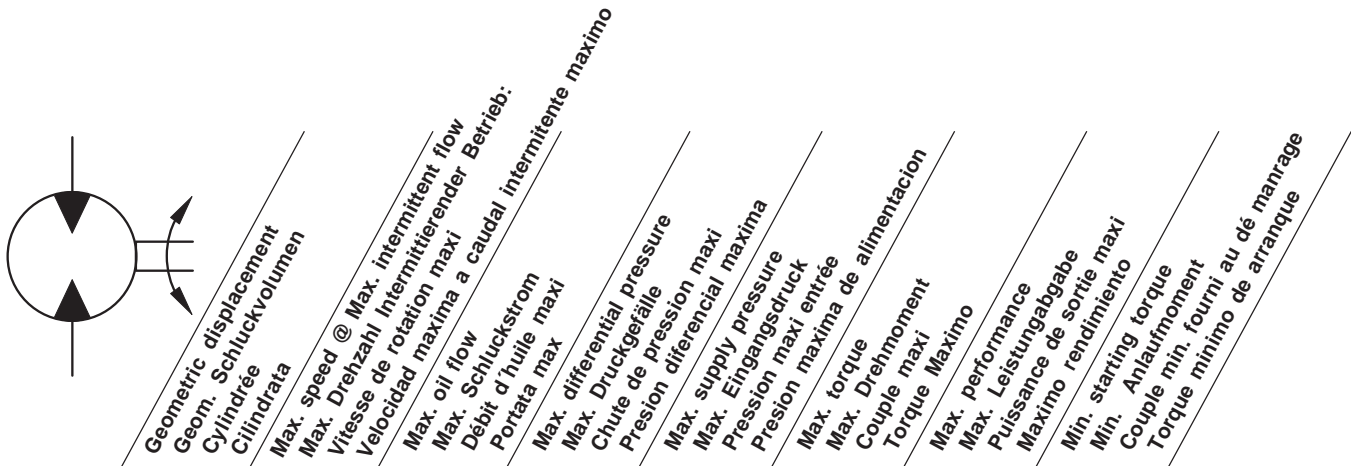 Geometric displacement
Geom. Schluckvolumen
Cylindrée
Cilindrata
Max. speed @ Max. intermittent flow
Max. Drehzahl Intermittierender Betrieb:
Vitesse de rotation maxi
Velocidad maxima a caudal intermitente maximo
Max. oil flow
Max. Schluckstrom
Débit d´huile maxi
Portata max
Max. differential pressure
Max. Druckgefälle
Chute de pression maxi
Presion diferencial maxima
Max. supply pressure
Max. Eingangsdruck
Pression maxi entrée
Presion maxima de alimentacion
Max. torque
Max. Drehmoment
Couple maxi
Torque Maximo
Max. performance
Max. Leistungabgabe
Puissance de sortie maxi
Maximo rendimiento
Min. starting torque
Min. Anlaufmoment
Couple min. fourni au dé manrage
Torque minimo de arranque